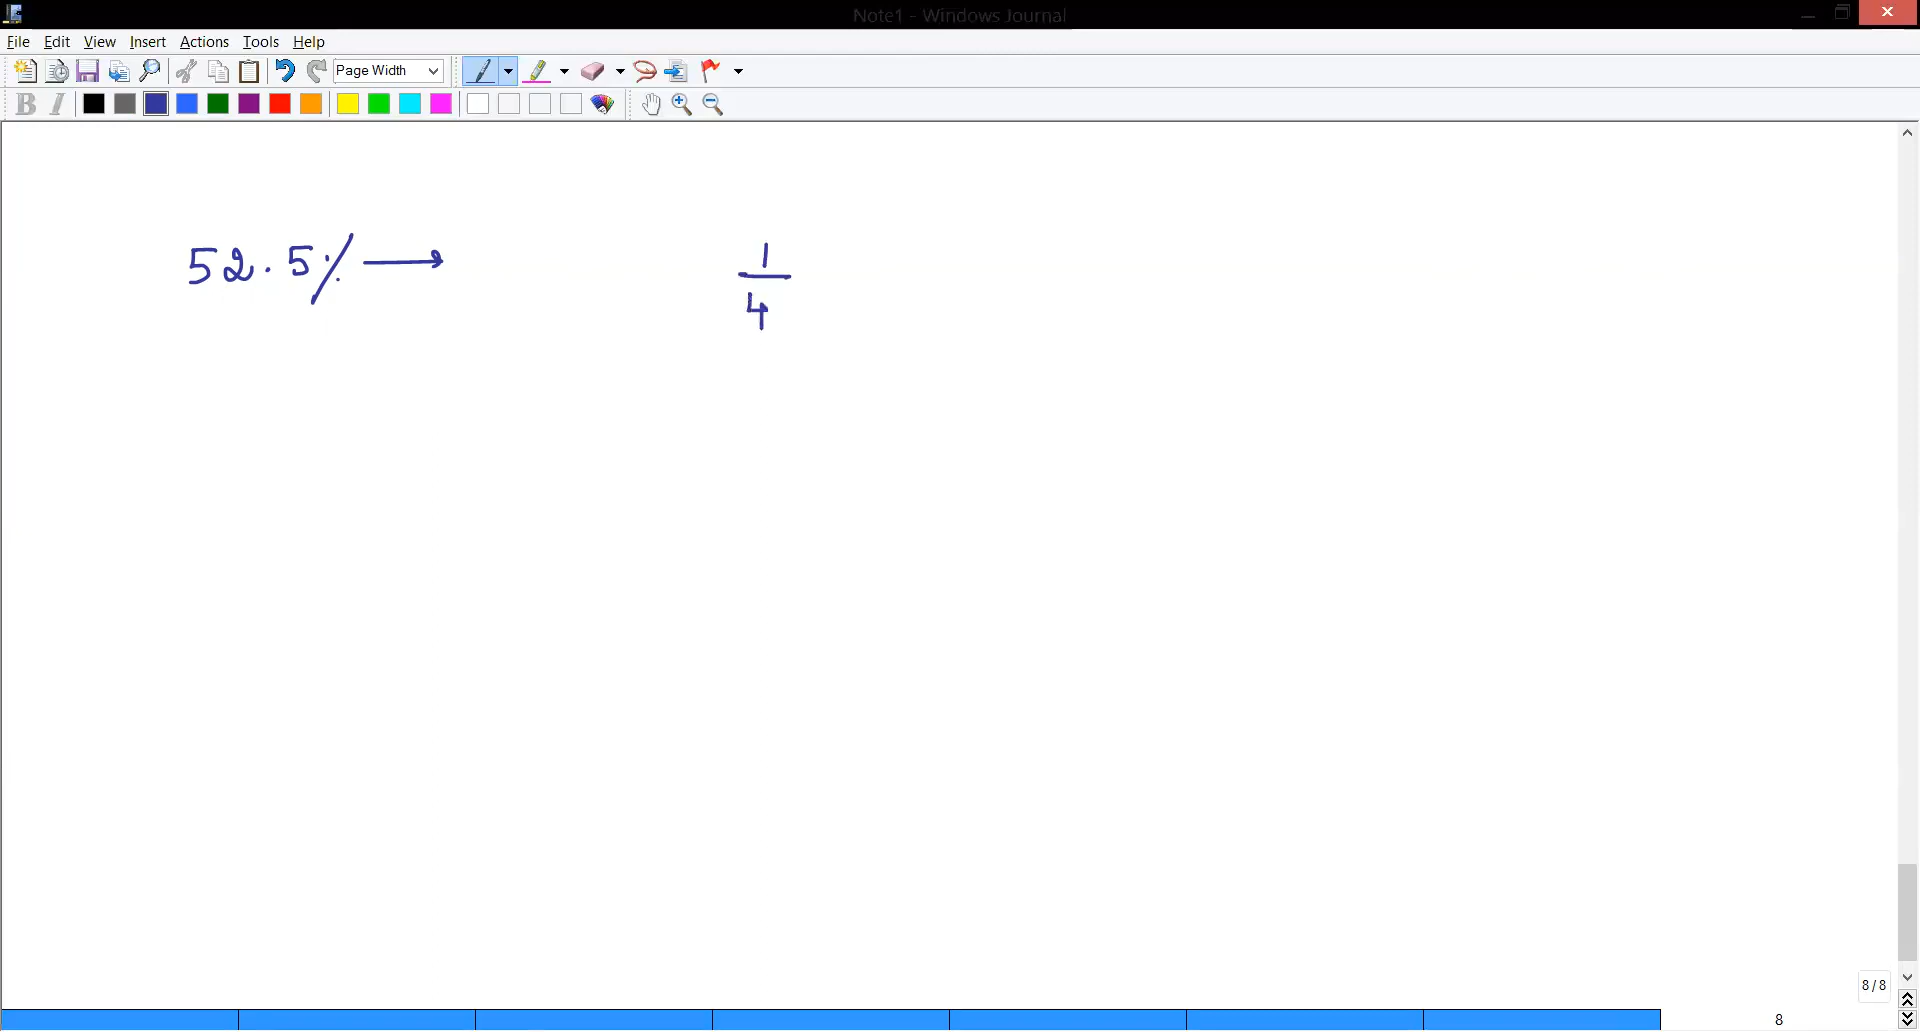 Note1 - Windows Journal
File Edit View Insert Actions Tools Help
Page Width
B I
52.5% → 1/4
8 / 8
8